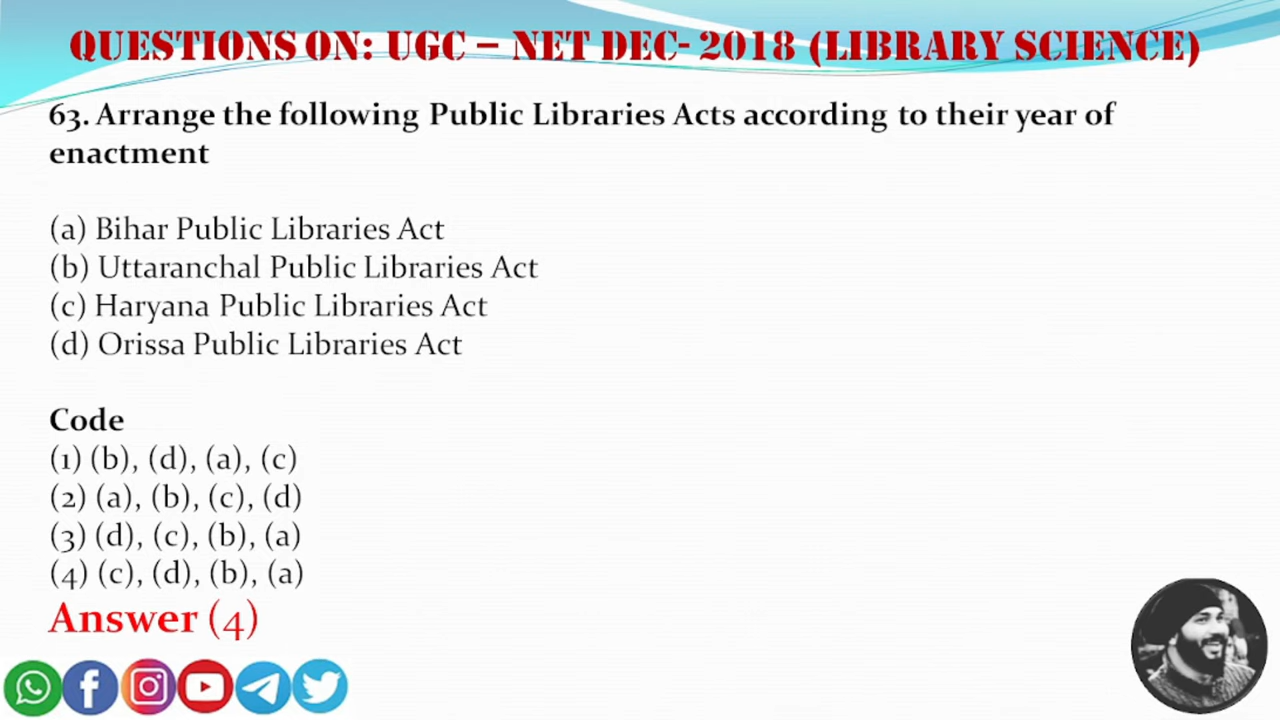 QUESTIONS ON: UGC – NET DEC- 2018 (LIBRARY SCIENCE)
63. Arrange the following Public Libraries Acts according to their year of
enactment
(a) Bihar Public Libraries Act
(b) Uttaranchal Public Libraries Act
(c) Haryana Public Libraries Act
(d) Orissa Public Libraries Act
Code
(1) (b), (d), (a), (c)
(2) (a), (b), (c), (d)
(3) (d), (c), (b), (a)
(4) (c), (d), (b), (a)
Answer (4)